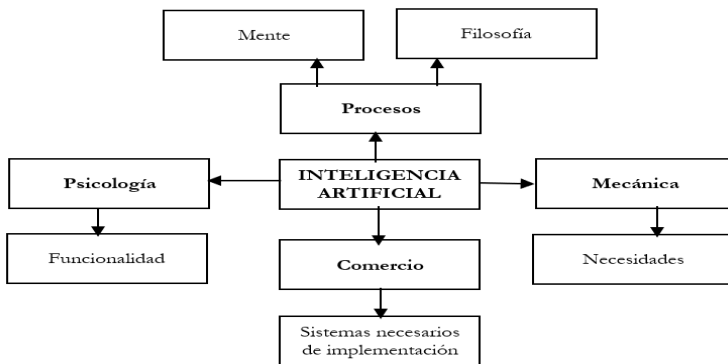 Mente
Filosofía
Procesos
Psicología
INTELIGENCIA
ARTIFICIAL
Mecánica
Funcionalidad
Comercio
Necesidades
Sistemas necesarios
de implementación